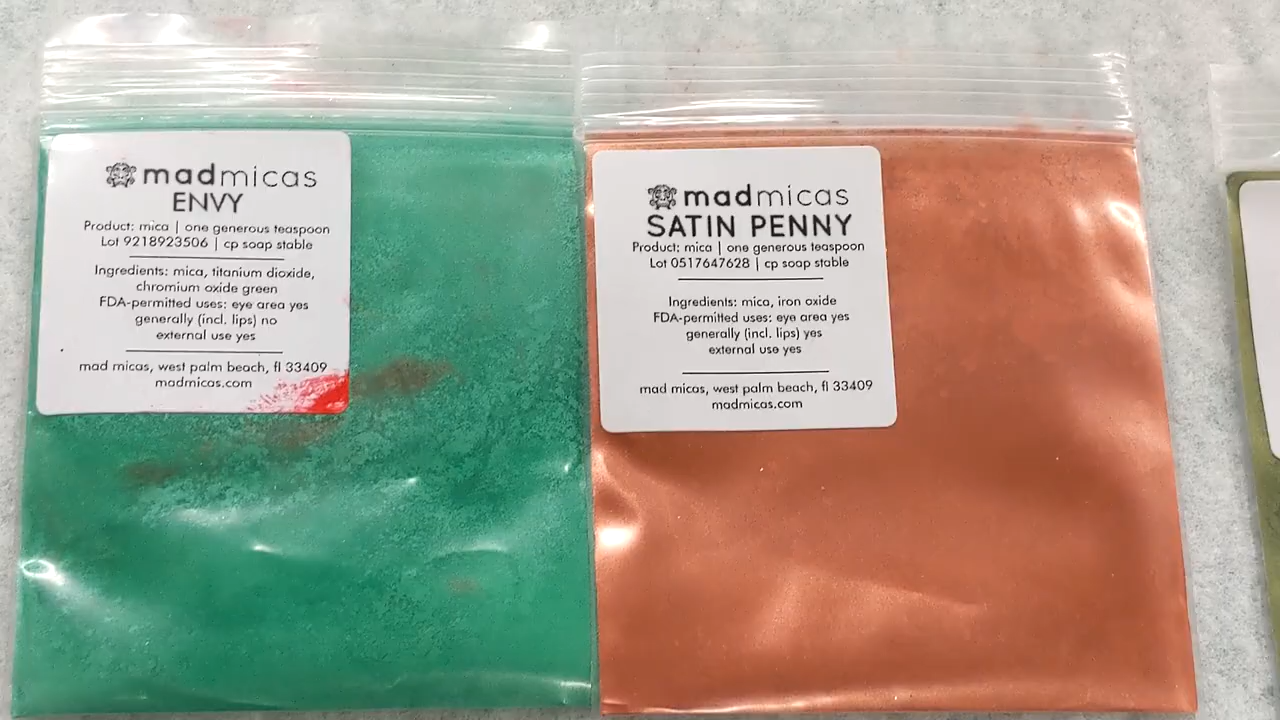 madmicas
ENVY
Product: mica | one generous teaspoon
Lot 9218923506 | cp soap stable
Ingredients: mica, titanium dioxide,
chromium oxide green
FDA-permitted uses: eye area yes
generally (incl. lips) no
external use yes
mad micas, west palm beach, fl 33409
madmicas.com
madmicas
SATIN PENNY
Product: mica | one generous teaspoon
Lot 0517647628 | cp soap stable
Ingredients: mica, iron oxide
FDA-permitted uses: eye area yes
generally (incl. lips) yes
external use yes
mad micas, west palm beach, fl 33409
madmicas.com